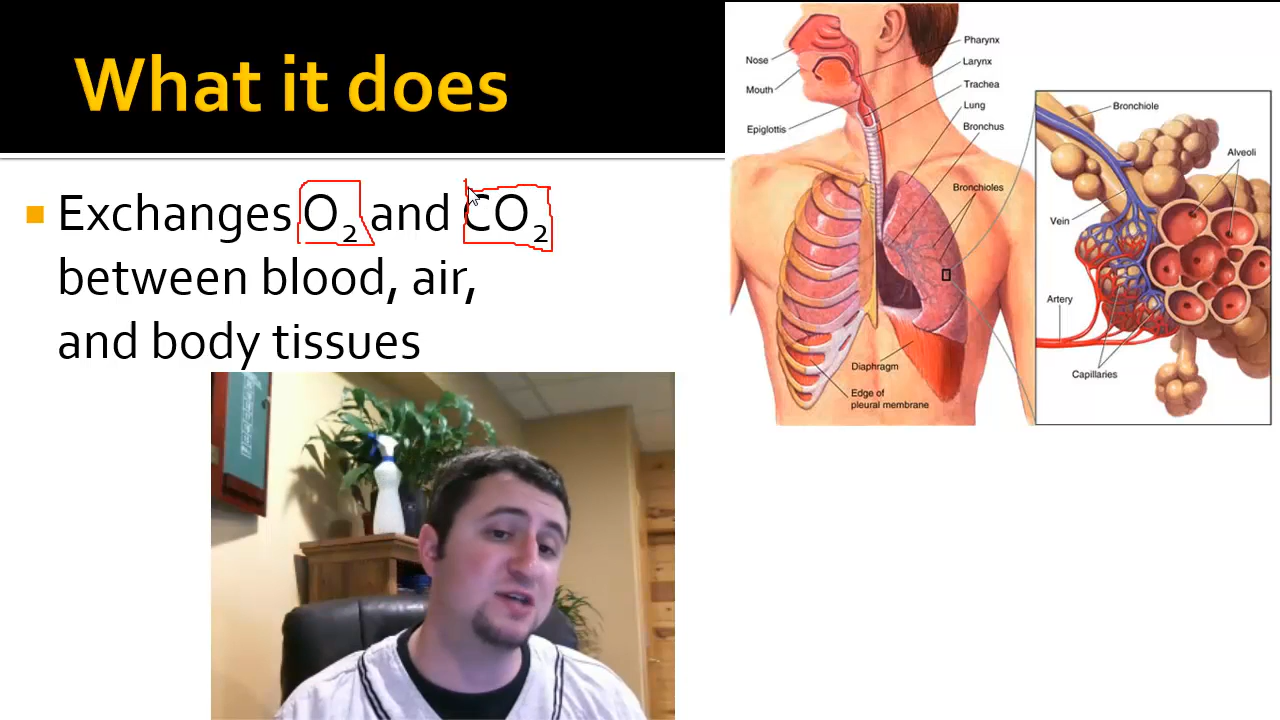 What it does
Exchanges O₂ and CO₂
between blood, air,
and body tissues
Nose
Mouth
Epiglottis
Pharynx
Larynx
Trachea
Lung
Bronchus
Bronchioles
Diaphragm
Edge of
pleural membrane
Bronchiole
Alveoli
Vein
Artery
Capillaries